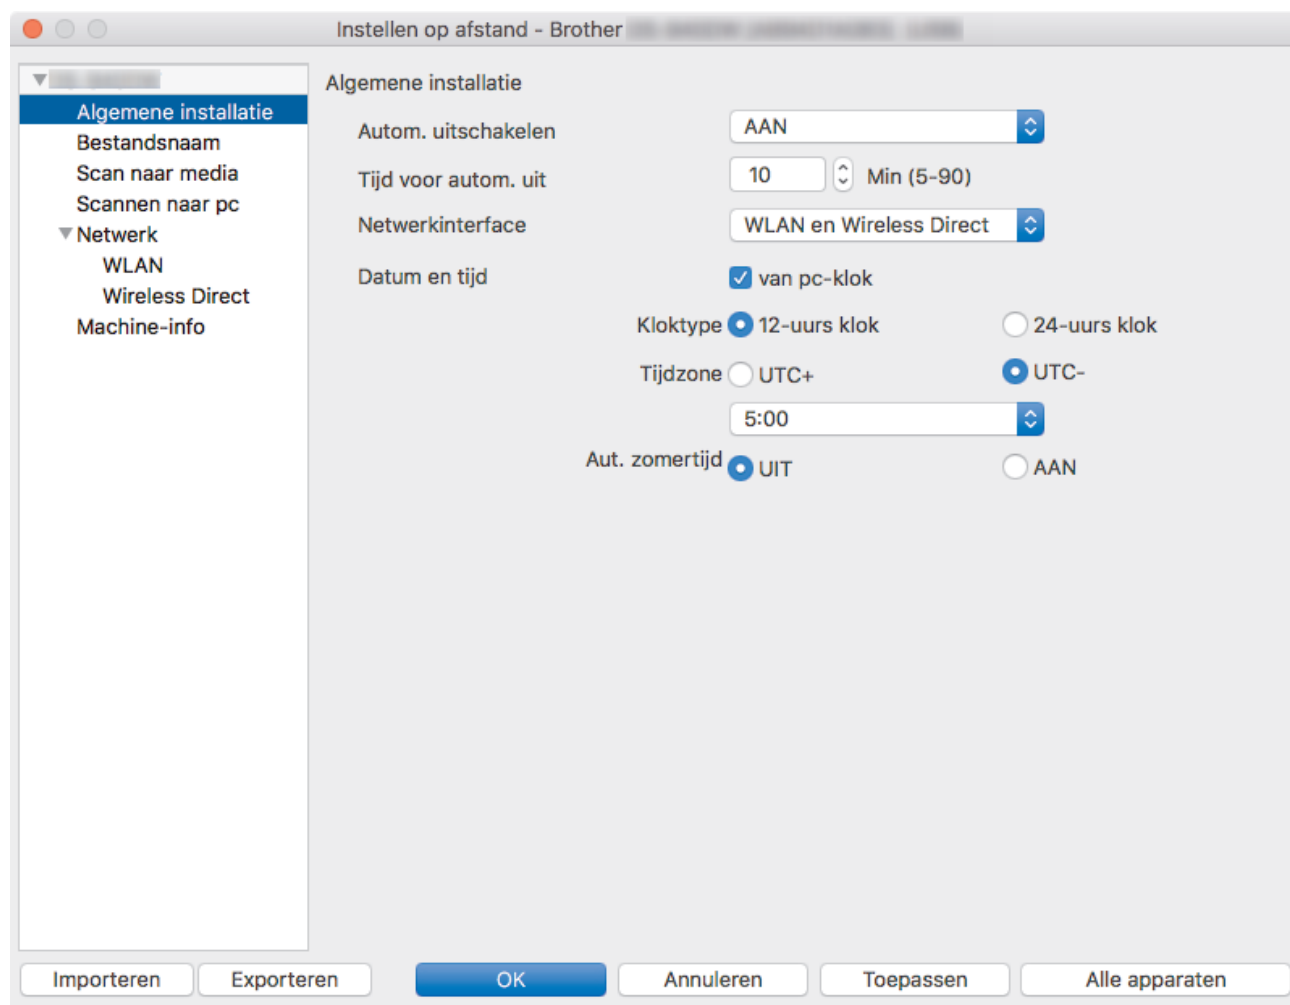 Instellen op afstand - Brother
Algemene installatie
Bestandsnaam
Scan naar media
Scannen naar pc
Netwerk
WLAN
Wireless Direct
Machine-info
Algemene installatie
Autom. uitschakelen AAN
Tijd voor autom. uit 10 Min (5-90)
Netwerkinterface WLAN en Wireless Direct
Datum en tijd van pc-klok
Kloktype 12-uurs klok 24-uurs klok
Tijdzone UTC+ UTC-
5:00
Aut. zomertijd UIT AAN
Importeren Exporteren OK Annuleren Toepassen Alle apparaten